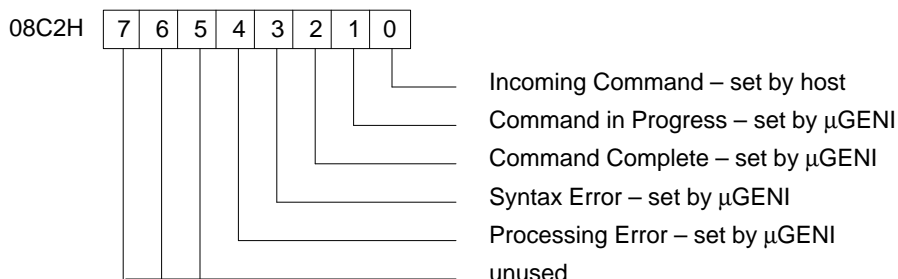 08C2H 7 6 5 4 3 2 1 0
Incoming Command – set by host
Command in Progress – set by μGENI
Command Complete – set by μGENI
Syntax Error – set by μGENI
Processing Error – set by μGENI
unused